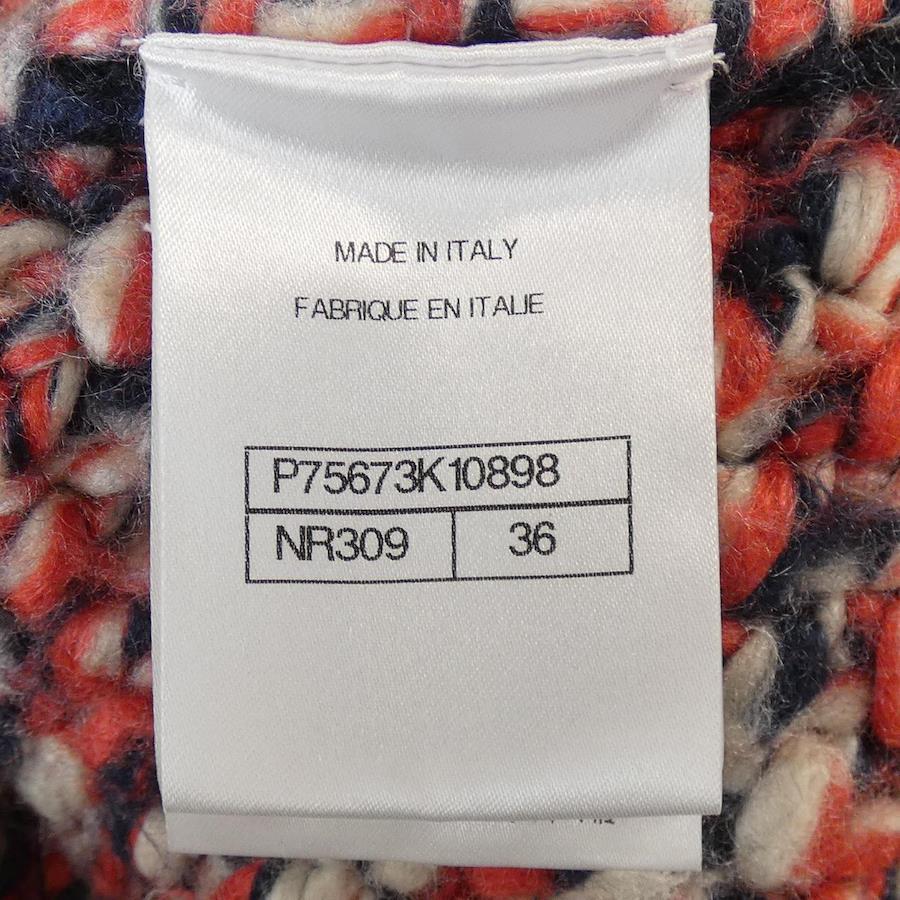 MADE IN ITALY
FABRIQUE EN ITALIE
P75673K10898
NR309 36